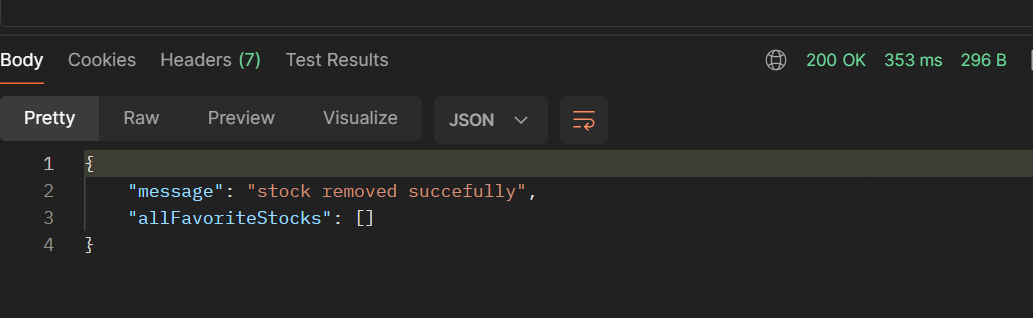 Body Cookies Headers (7) Test Results 200 OK 353 ms 296 B
Pretty Raw Preview Visualize JSON
1 {
2 "message": "stock removed succefully",
3 "allFavoriteStocks": []
4 }